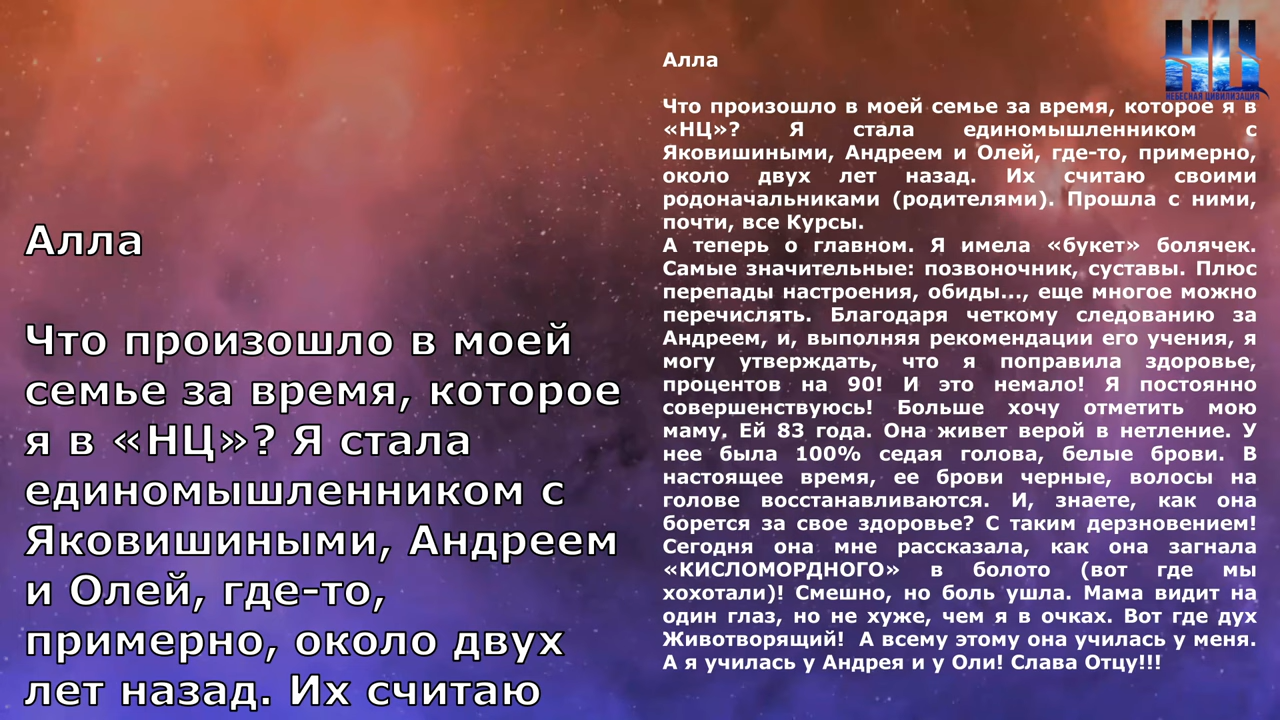 Алла
Что произошло в моей
семье за время, которое
я в «НЦ»? Я стала
единомышленником с
Яковишиными, Андреем
и Олей, где-то,
примерно, около двух
лет назад. Их считаю
НЦ
НЕБЕСНАЯ ЦИВИЛИЗАЦИЯ
Алла
Что произошло в моей семье за время, которое я в
«НЦ»? Я стала единомышленником с
Яковишиными, Андреем и Олей, где-то, примерно,
около двух лет назад. Их считаю своими
родоначальниками (родителями). Прошла с ними,
почти, все Курсы.
А теперь о главном. Я имела «букет» болячек.
Самые значительные: позвоночник, суставы. Плюс
перепады настроения, обиды..., еще многое можно
перечислять. Благодаря четкому следованию за
Андреем, и, выполняя рекомендации его учения, я
могу утверждать, что я поправила здоровье,
процентов на 90! И это немало! Я постоянно
совершенствуюсь! Больше хочу отметить мою
маму. Ей 83 года. Она живет верой в нетление. У
нее была 100% седая голова, белые брови. В
настоящее время, ее брови черные, волосы на
голове восстанавливаются. И, знаете, как она
борется за свое здоровье? С таким дерзновением!
Сегодня она мне рассказала, как она загнала
«КИСЛОМОРДНОГО» в болото (вот где мы
хохотали)! Смешно, но боль ушла. Мама видит на
один глаз, но не хуже, чем я в очках. Вот где дух
Животворящий! А всему этому она училась у меня.
А я училась у Андрея и у Оли! Слава Отцу!!!